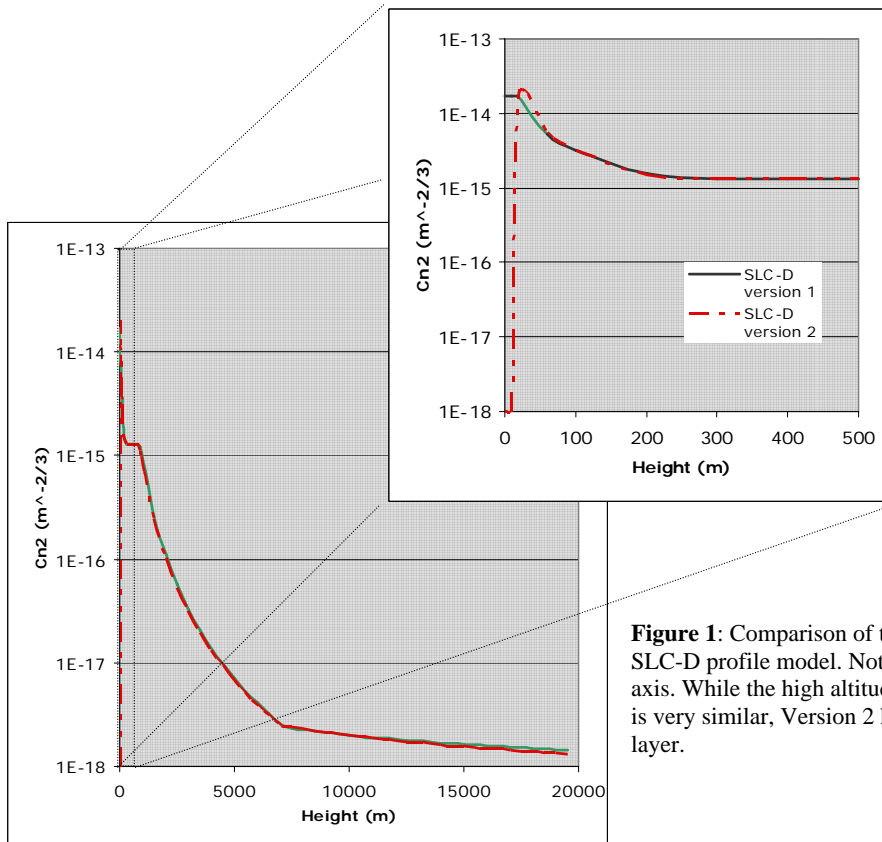 1E-13
1E-14
1E-15
1E-16
1E-17
1E-18
Cn2 (m^-2/3)
0 100 200 300 400 500
Height (m)
SLC-D
version 1
SLC-D
version 2
1E-13
1E-14
1E-15
1E-16
1E-17
1E-18
Cn2 (m^-2/3)
0 5000 10000 15000 20000
Height (m)
Figure 1: Comparison of
SLC-D profile model.
axis. While the high
is very similar, Version 2
layer.